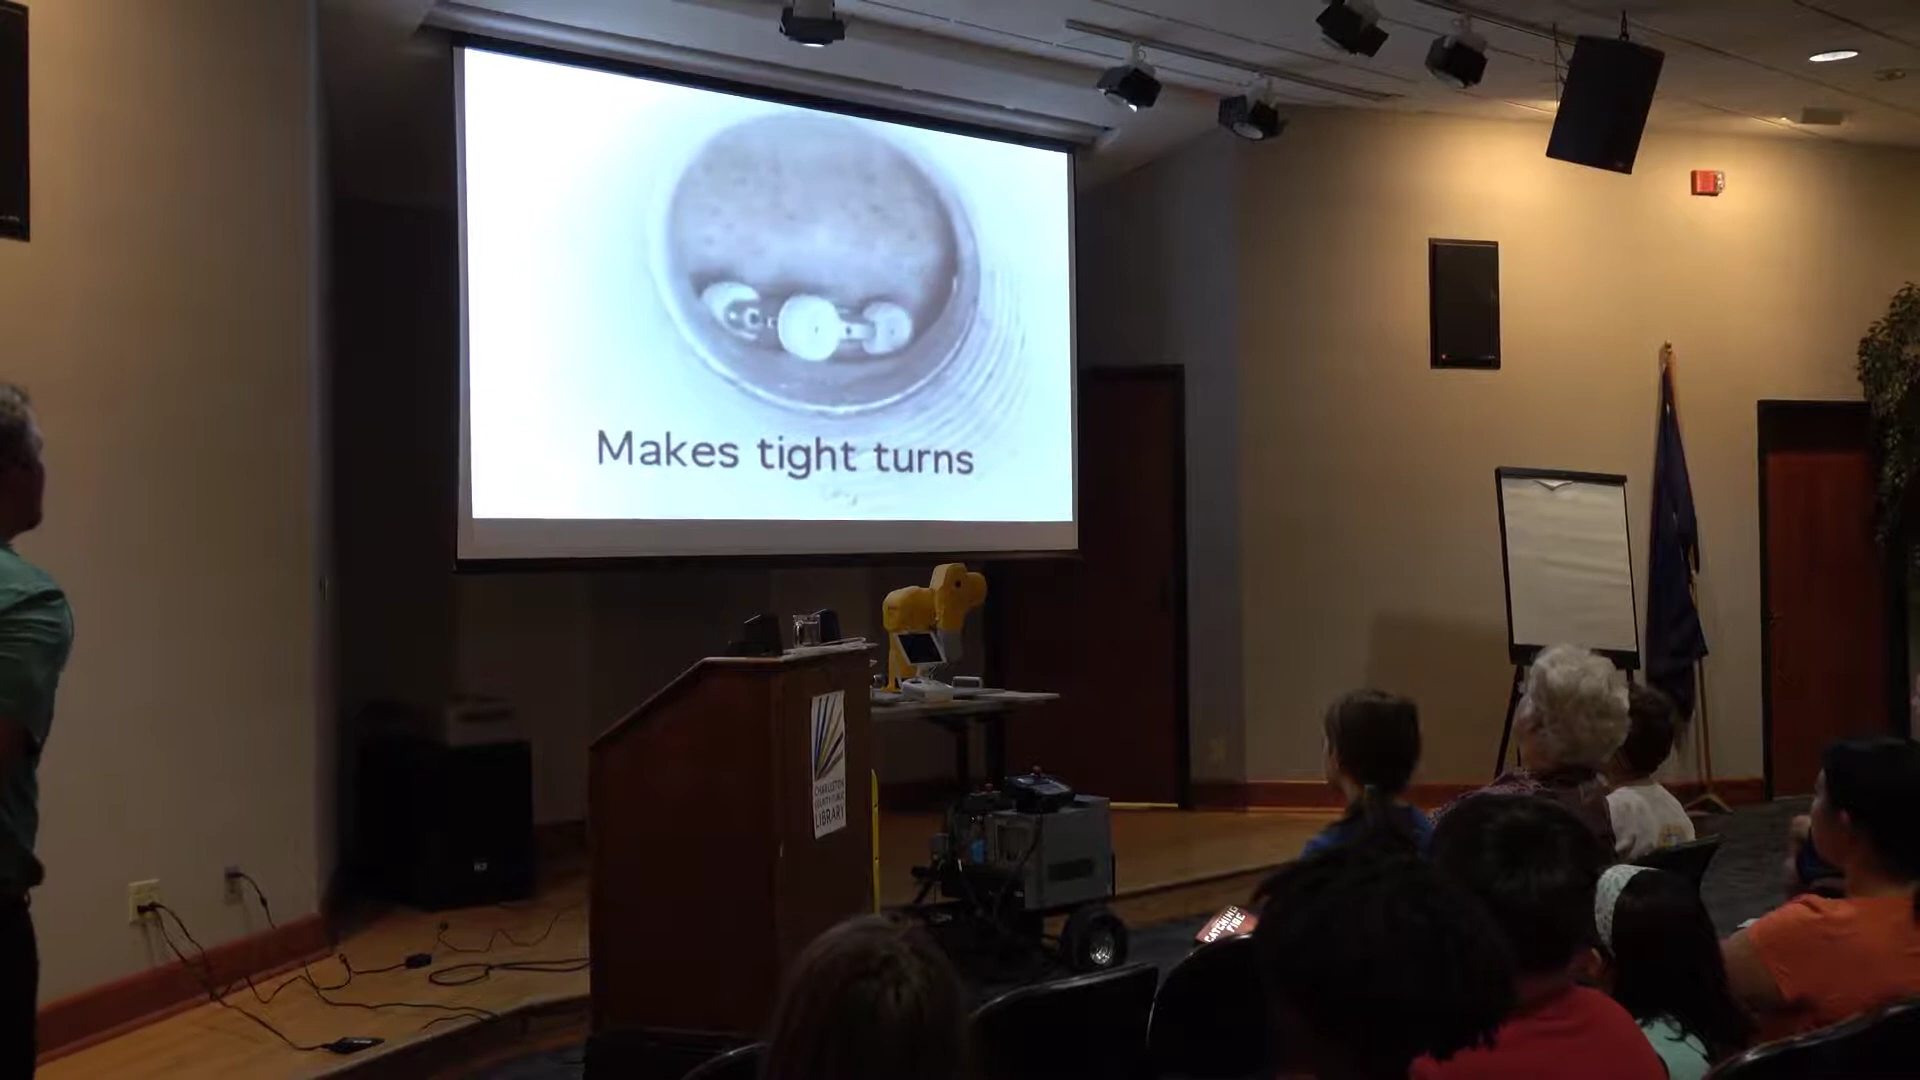 Makes tight turns
CHARLESTON
COUNTY PUBLIC
LIBRARY
CATCHING
FIRE